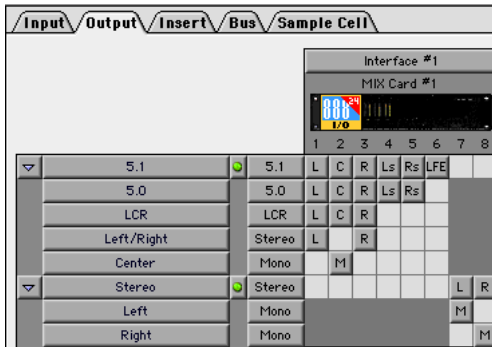 Input Output Insert Bus Sample Cell
Interface #1
MIX Card #1
888 24
I/O
1 2 3 4 5 6 7 8
5.1 5.1 L C R Ls Rs LFE
5.0 5.0 L C R Ls Rs
LCR LCR L C R
Left/Right Stereo L R
Center Mono M
Stereo Stereo L R
Left Mono M
Right Mono M